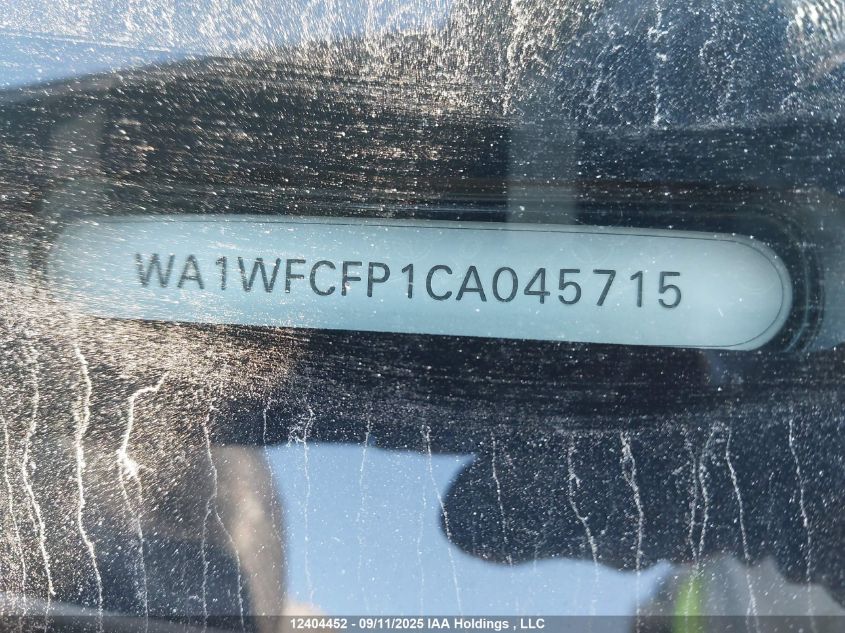 WA1WFCFP1CA045715
12404452 - 09/11/2025 IAA Holdings , LLC